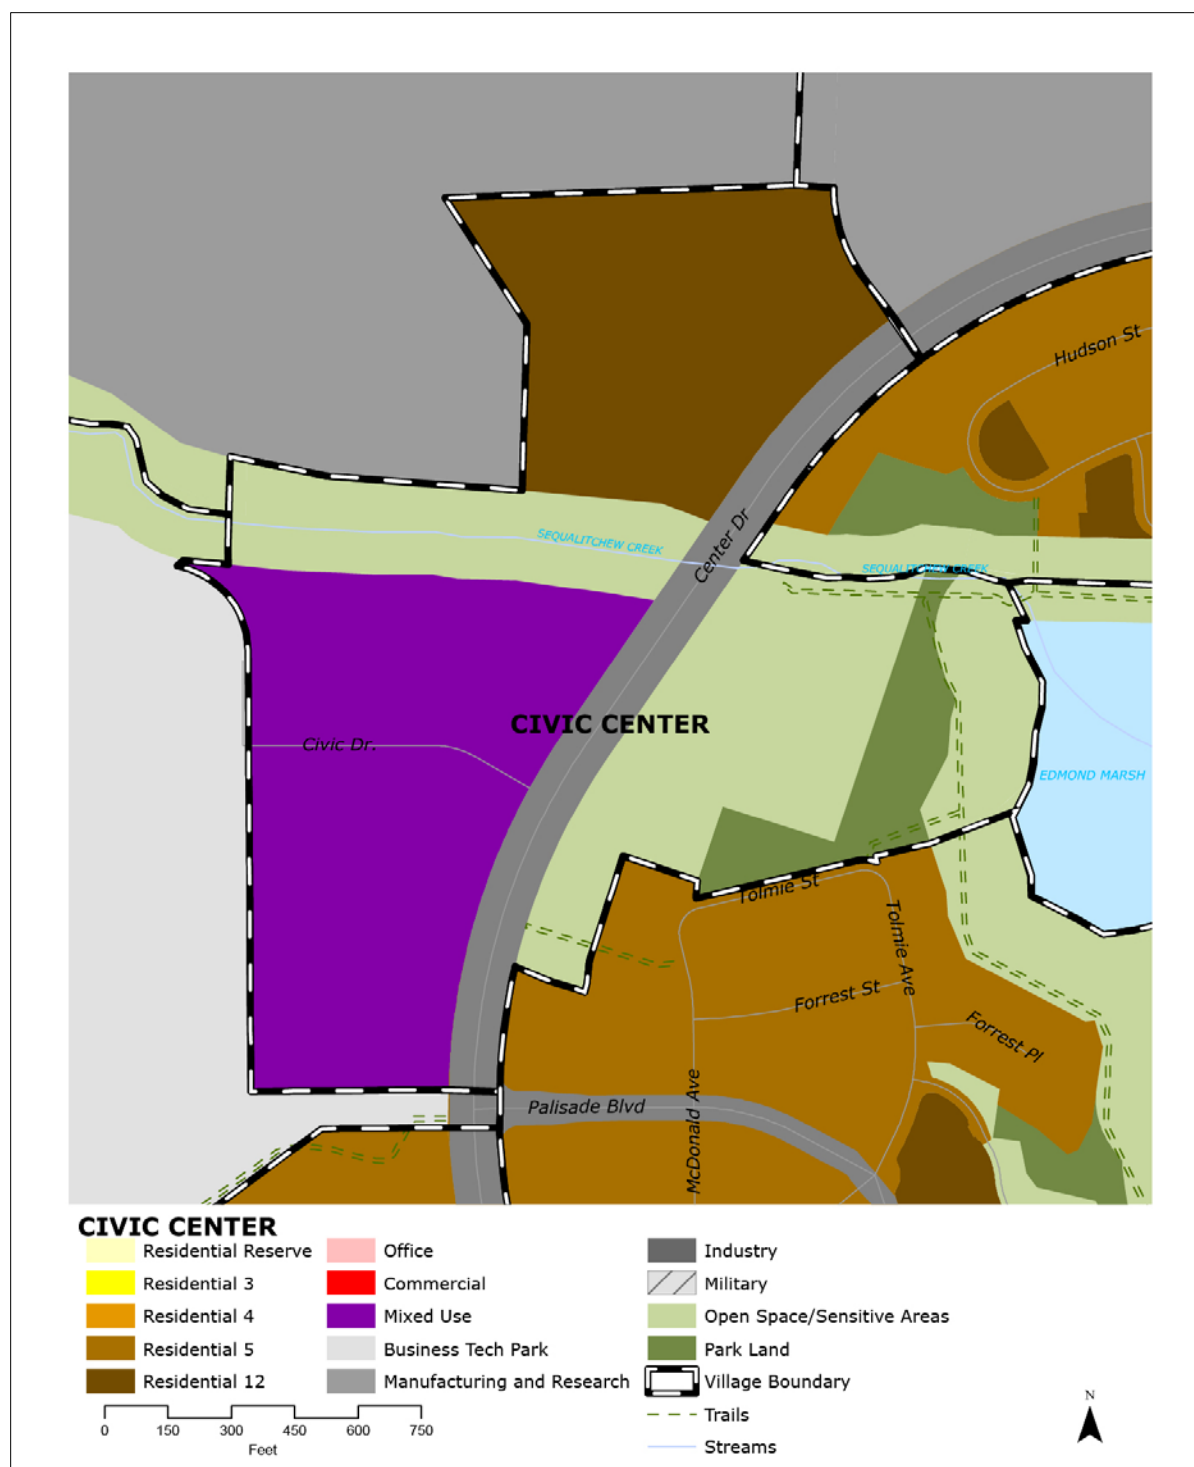 Hudson St
Center Dr
SEQUALITCHEW CREEK
SEQUALITCHEW CREEK
CIVIC CENTER
Civic Dr.
EDMOND MARSH
Tolmie St
Tolmie Ave
Forrest St
Forrest Pl
McDonald Ave
Palisade Blvd
CIVIC CENTER
Residential Reserve
Residential 3
Residential 4
Residential 5
Residential 12
Office
Commercial
Mixed Use
Business Tech Park
Manufacturing and Research
Industry
Military
Open Space/Sensitive Areas
Park Land
Village Boundary
Trails
Streams
0 150 300 450 600 750
Feet
N